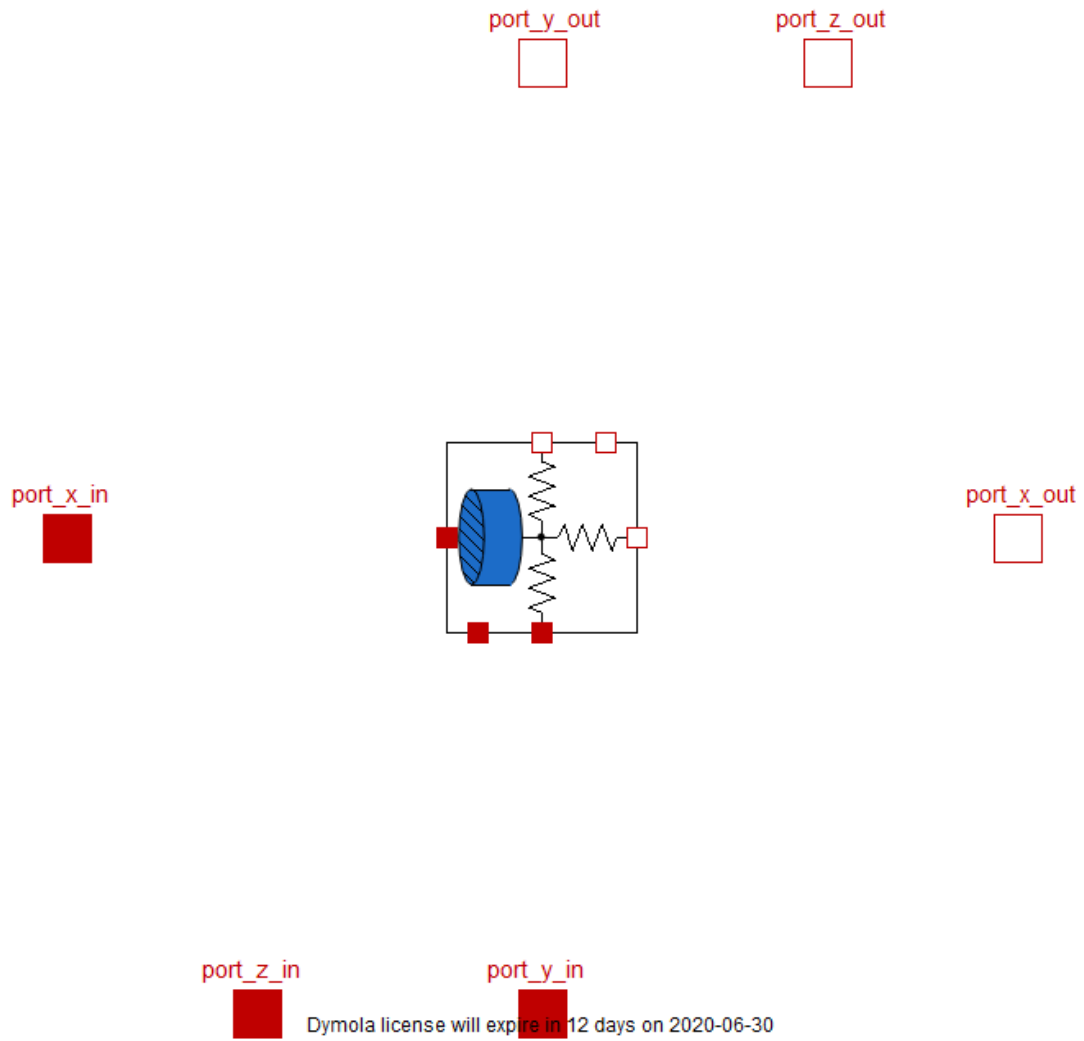 port_y_out
port_z_out
port_x_in
port_x_out
port_z_in
port_y_in
Dymola license will expire in 12 days on 2020-06-30